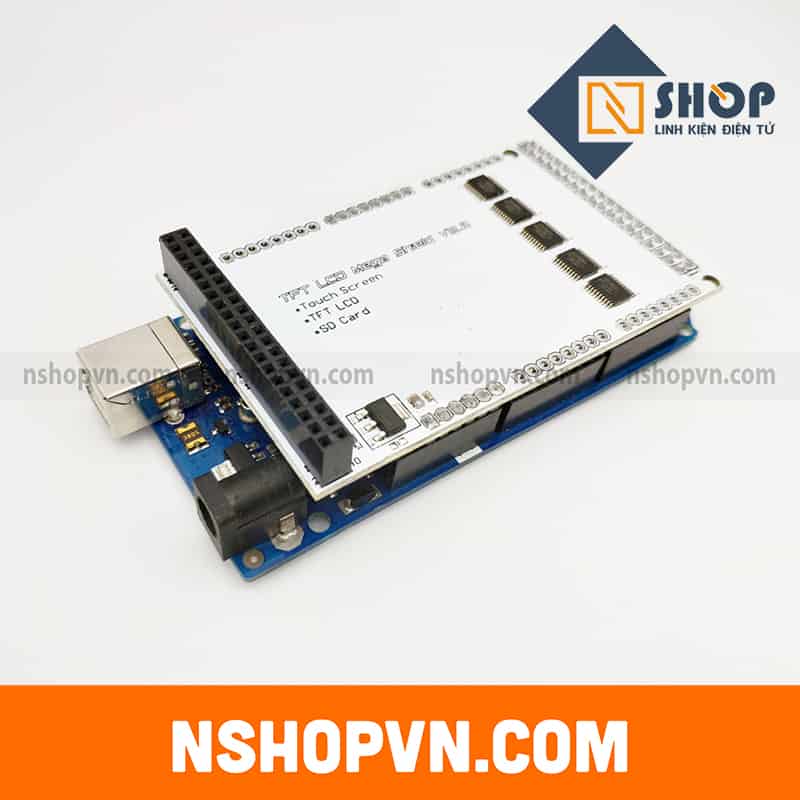 SHOP
LINH KIỆN ĐIỆN TỬ
TFT LCD Mega Shield V2.2
•Touch Screen
•TFT LCD
•SD Card
nshopvn.com nshopvn.com nshopvn.com nshopvn.com
NSHOPVN.COM